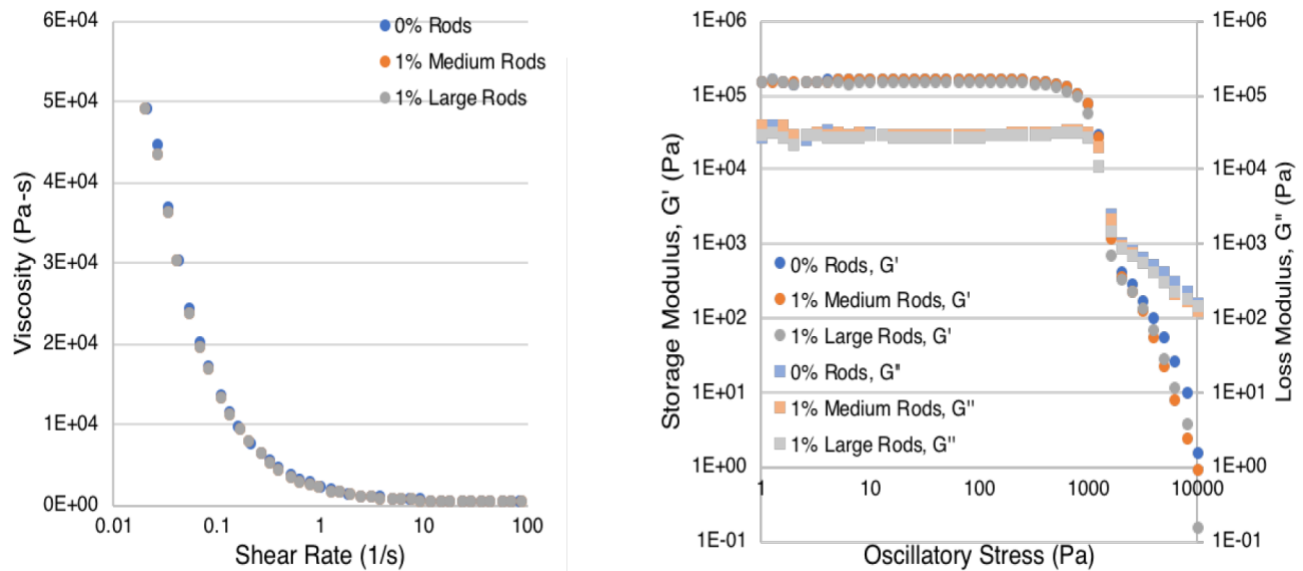 6E+04
5E+04
4E+04
3E+04
2E+04
1E+04
0E+00
Viscosity (Pa-s)
0% Rods
1% Medium Rods
1% Large Rods
0.01
0.1
1
10
100
Shear Rate (1/s)
1E+06
1E+05
1E+04
1E+03
1E+02
1E+01
1E+00
1E-01
Storage Modulus, G' (Pa)
0% Rods, G'
1% Medium Rods, G'
1% Large Rods, G'
0% Rods, G"
1% Medium Rods, G''
1% Large Rods, G''
1
10
100
1000
10000
Oscillatory Stress (Pa)
1E+06
1E+05
1E+04
1E+03
1E+02
1E+01
1E+00
1E-01
Loss Modulus, G" (Pa)